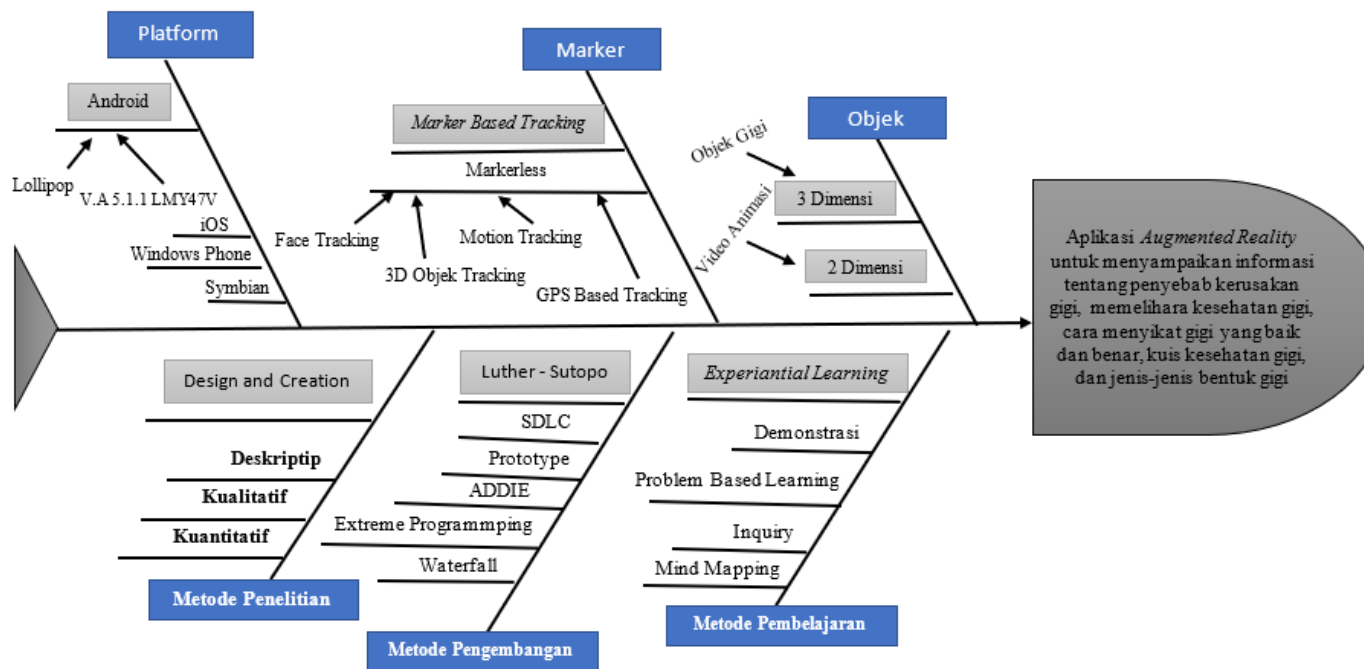 Platform
Android
Lollipop
V.A 5.1.1 LMY47V
iOS
Windows Phone
Symbian
Marker
Marker Based Tracking
Markerless
Face Tracking
Motion Tracking
3D Objek Tracking
GPS Based Tracking
Objek
Objek Gigi
3 Dimensi
Video Animasi
2 Dimensi
Aplikasi Augmented Reality
untuk menyampaikan informasi
tentang penyebab kerusakan
gigi, memelihara kesehatan gigi,
cara menyikat gigi yang baik
dan benar, kuis kesehatan gigi,
dan jenis-jenis bentuk gigi
Design and Creation
Deskriptip
Kualitatif
Kuantitatif
Metode Penelitian
Luther - Sutopo
SDLC
Prototype
ADDIE
Extreme Programmping
Waterfall
Metode Pengembangan
Experiantial Learning
Demonstrasi
Problem Based Learning
Inquiry
Mind Mapping
Metode Pembelajaran